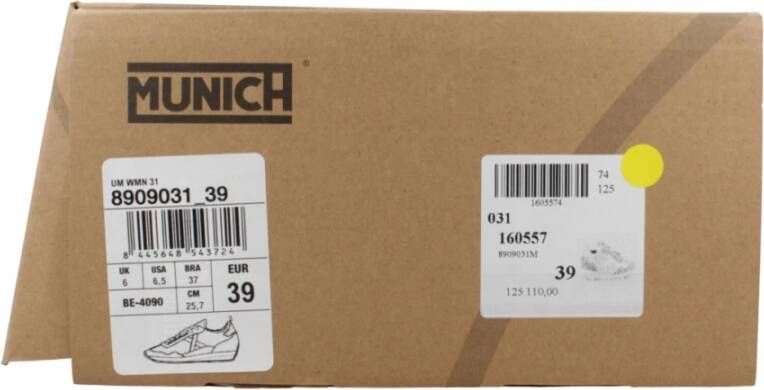 MUNICH®
UM WMN 31
8909031_39
8 445648 543724
UK USA BRA EUR
6 6,5 37 39
BE-4090 CM
25,7
1605574
74
125
031
160557
8909031M
39
125 110,00